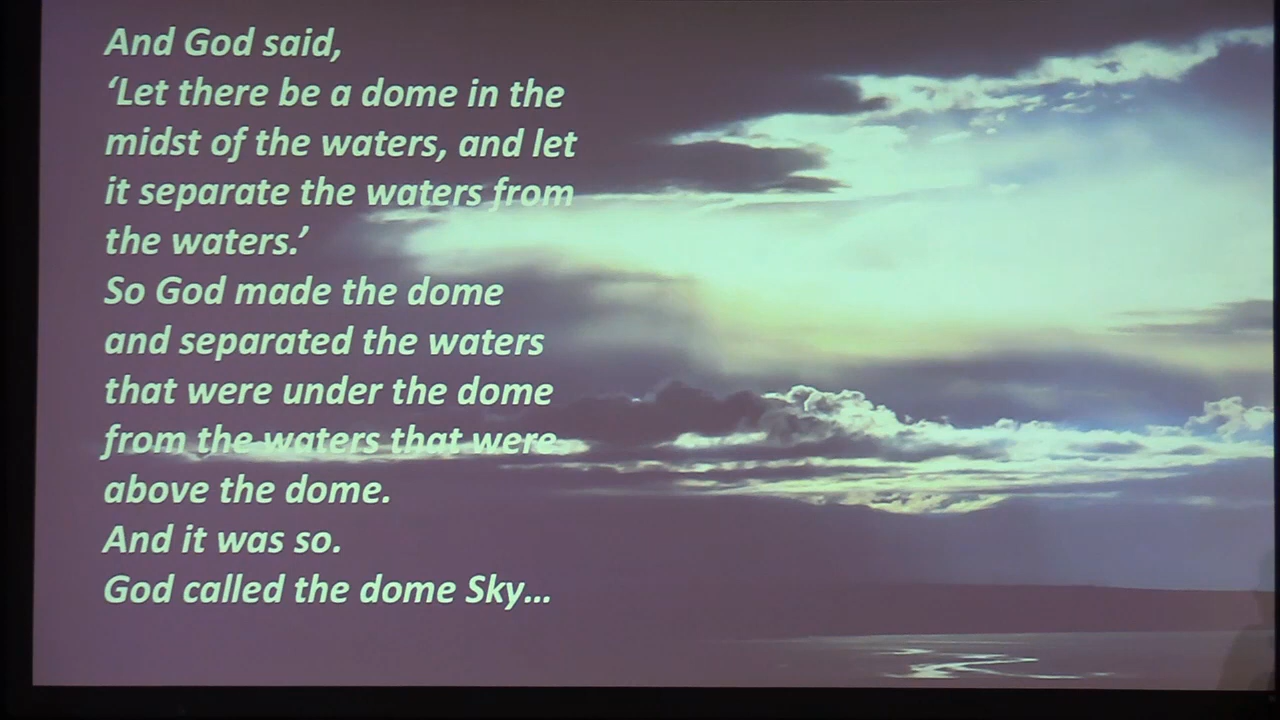 And God said,
‘Let there be a dome in the
midst of the waters, and let
it separate the waters from
the waters.’
So God made the dome
and separated the waters
that were under the dome
from the waters that were
above the dome.
And it was so.
God called the dome Sky...